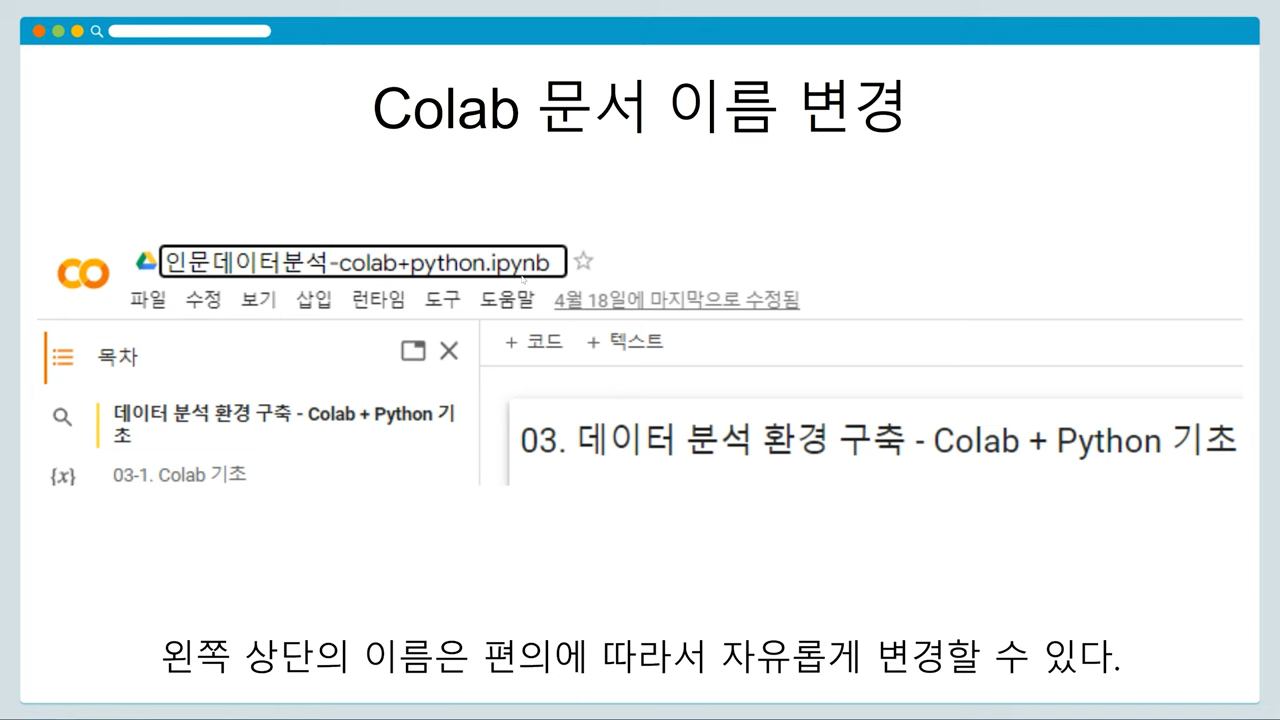 Colab 문서 이름 변경
인문데이터분석-colab+python.ipynb
파일 수정 보기 삽입 런타임 도구 도움말 4월 18일에 마지막으로 수정됨
목차
+ 코드 + 텍스트
데이터 분석 환경 구축 - Colab + Python 기
초
03. 데이터 분석 환경 구축 - Colab + Python 기초
{x}
03-1. Colab 기초
왼쪽 상단의 이름은 편의에 따라서 자유롭게 변경할 수 있다.